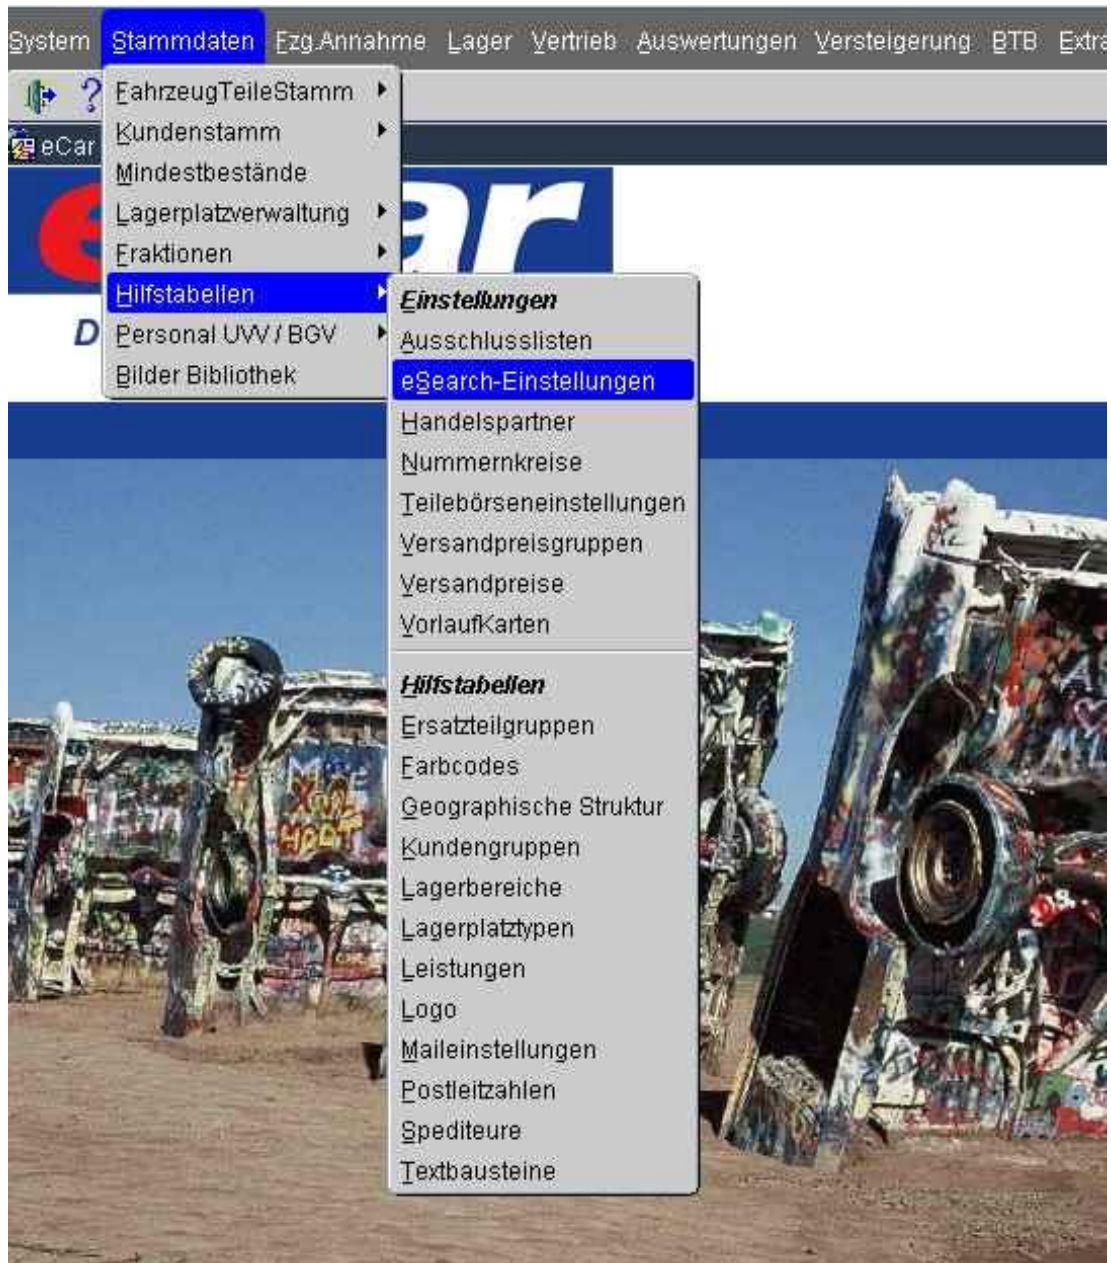 System Stammdaten Fzg.Annahme Lager Vertrieb Auswertungen Versteigerung BTB Extra
?
eCar
ar
D
FahrzeugTeileStamm
Kundenstamm
Mindestbestände
Lagerplatzverwaltung
Fraktionen
Hilfstabellen
Personal UVV / BGV
Bilder Bibliothek
Einstellungen
Ausschlusslisten
eSearch-Einstellungen
Handelspartner
Nummernkreise
Teilebörseneinstellungen
Versandpreisgruppen
Versandpreise
VorlaufKarten
Hilfstabellen
Ersatzteilgruppen
Farbcodes
Geographische Struktur
Kundengruppen
Lagerbereiche
Lagerplatztypen
Leistungen
Logo
Maileinstellungen
Postleitzahlen
Spediteure
Textbausteine